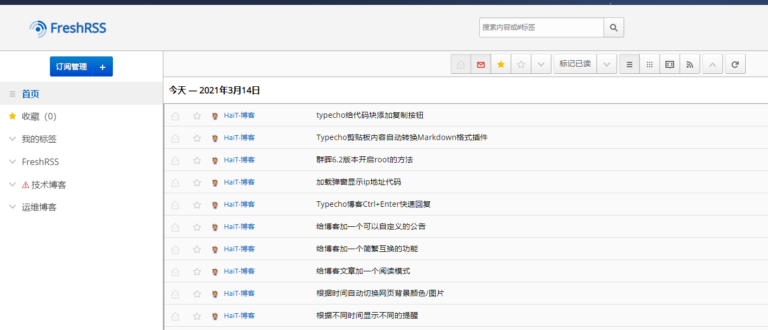 FreshRSS
搜索内容或#标签
订阅管理 +
标记已读
首页
收藏（0）
我的标签
FreshRSS
技术博客
运维博客
今天 — 2021年3月14日
HaiT-博客 typecho给代码块添加复制按钮
HaiT-博客 Typecho剪贴板内容自动转换Markdown格式插件
HaiT-博客 群晖6.2版本开启root的方法
HaiT-博客 加载弹窗显示ip地址代码
HaiT-博客 Typecho博客Ctrl+Enter快速回复
HaiT-博客 给博客加一个可以自定义的公告
HaiT-博客 给博客加一个简繁互换的功能
HaiT-博客 给博客文章加一个阅读模式
HaiT-博客 根据时间自动切换网页背景颜色/图片
HaiT-博客 根据不同时间显示不同的提醒